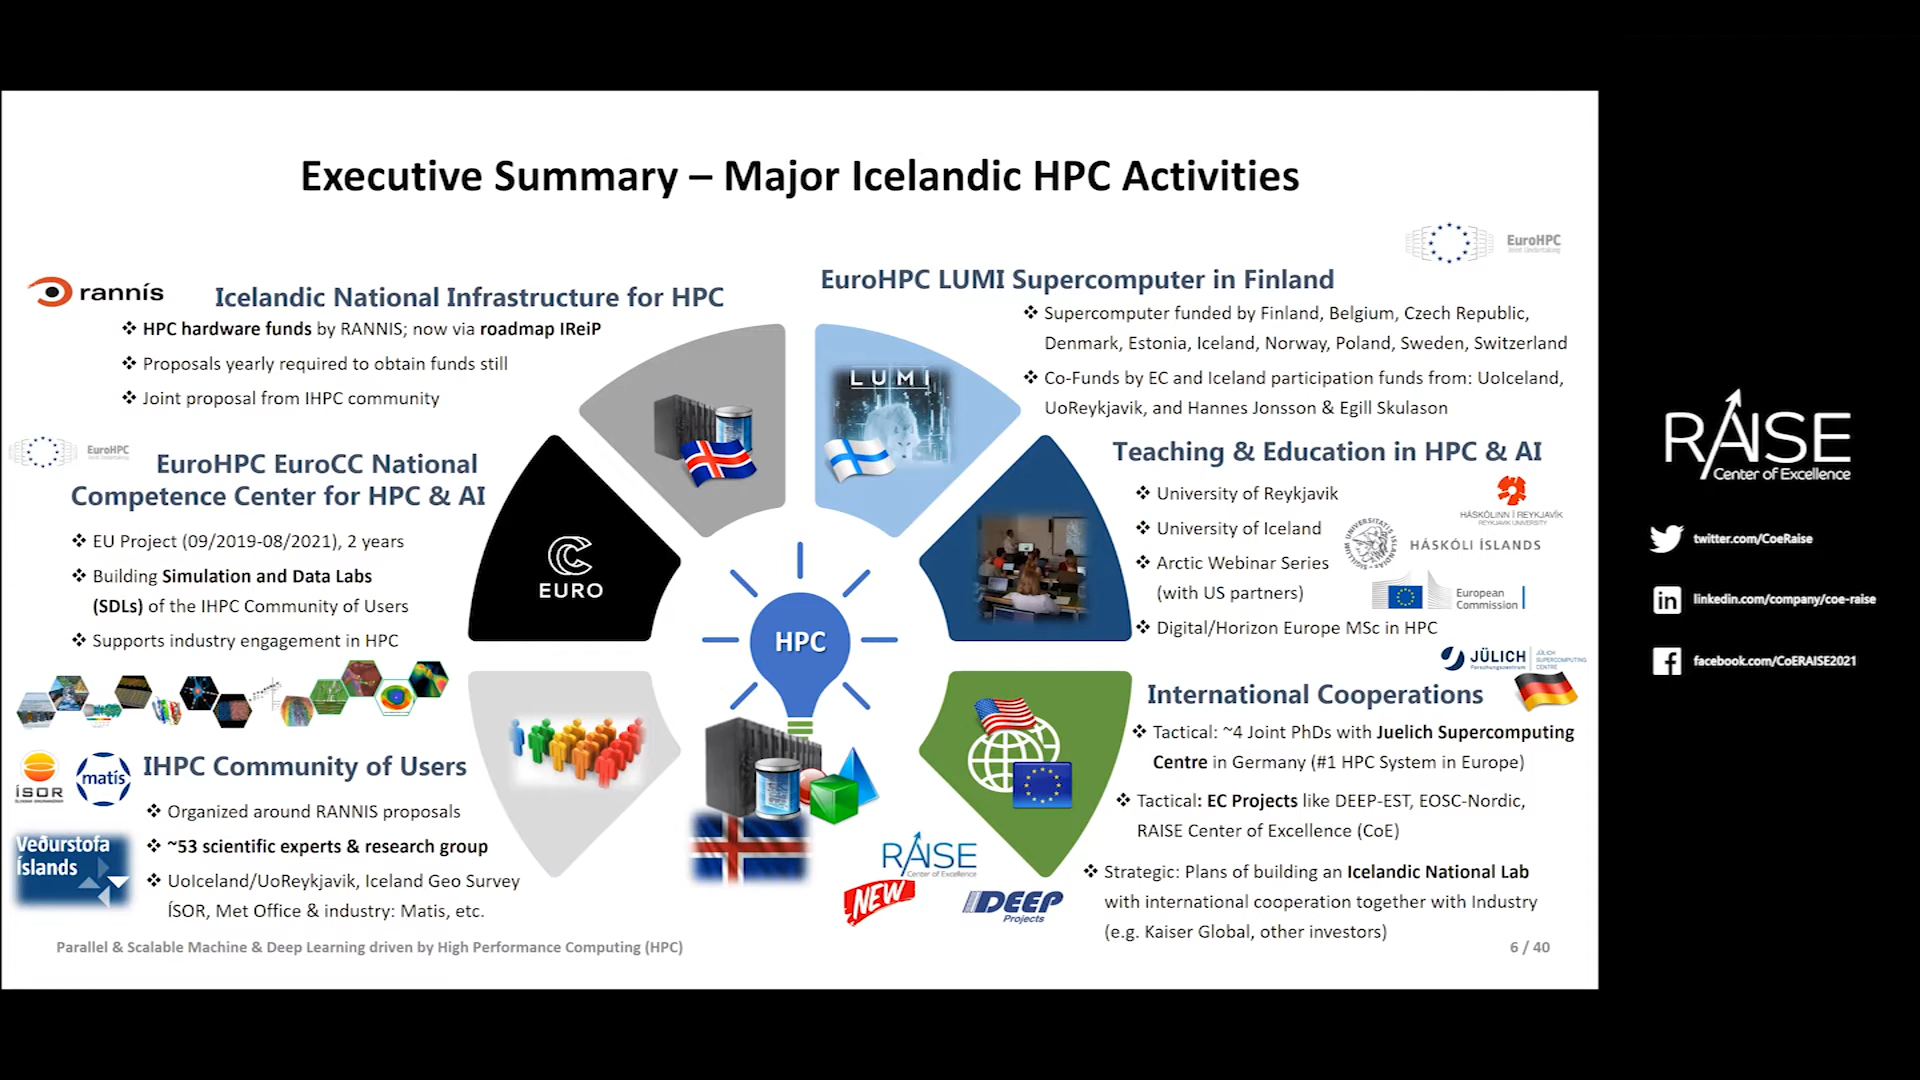 Executive Summary – Major Icelandic HPC Activities
EuroHPC
Joint Undertaking
rannís
Icelandic National Infrastructure for HPC
HPC hardware funds by RANNIS; now via roadmap IReiP
Proposals yearly required to obtain funds still
Joint proposal from IHPC community
EuroHPC LUMI Supercomputer in Finland
Supercomputer funded by Finland, Belgium, Czech Republic,
Denmark, Estonia, Iceland, Norway, Poland, Sweden, Switzerland
Co-Funds by EC and Iceland participation funds from: UoIceland,
UoReykjavik, and Hannes Jonsson & Egill Skulason
LUMI
EuroHPC
Joint Undertaking
EuroHPC EuroCC National
Competence Center for HPC & AI
EU Project (09/2019-08/2021), 2 years
Building Simulation and Data Labs
(SDLs) of the IHPC Community of Users
Supports industry engagement in HPC
EURO
HPC
Teaching & Education in HPC & AI
University of Reykjavik
University of Iceland
Arctic Webinar Series
(with US partners)
Digital/Horizon Europe MSc in HPC
HÁSKÓLINN Í REYKJAVÍK
REYKJAVIK UNIVERSITY
HÁSKÓLI ÍSLANDS
European
Commission
JÜLICH
Forschungszentrum
JÜLICH
SUPERCOMPUTING
CENTRE
International Cooperations
Tactical: ~4 Joint PhDs with Juelich Supercomputing
Centre in Germany (#1 HPC System in Europe)
Tactical: EC Projects like DEEP-EST, EOSC-Nordic,
RAISE Center of Excellence (CoE)
Strategic: Plans of building an Icelandic National Lab
with international cooperation together with Industry
(e.g. Kaiser Global, other investors)
ÍSOR
matís
Veðurstofa
Íslands
IHPC Community of Users
Organized around RANNIS proposals
~53 scientific experts & research group
UoIceland/UoReykjavik, Iceland Geo Survey
ÍSOR, Met Office & industry: Matis, etc.
RAISE
Center of Excellence
NEW
DEEP
Projects
Parallel & Scalable Machine & Deep Learning driven by High Performance Computing (HPC)
6 / 40
RAISE
Center of Excellence
twitter.com/CoeRaise
linkedin.com/company/coe-raise
facebook.com/CoERAISE2021